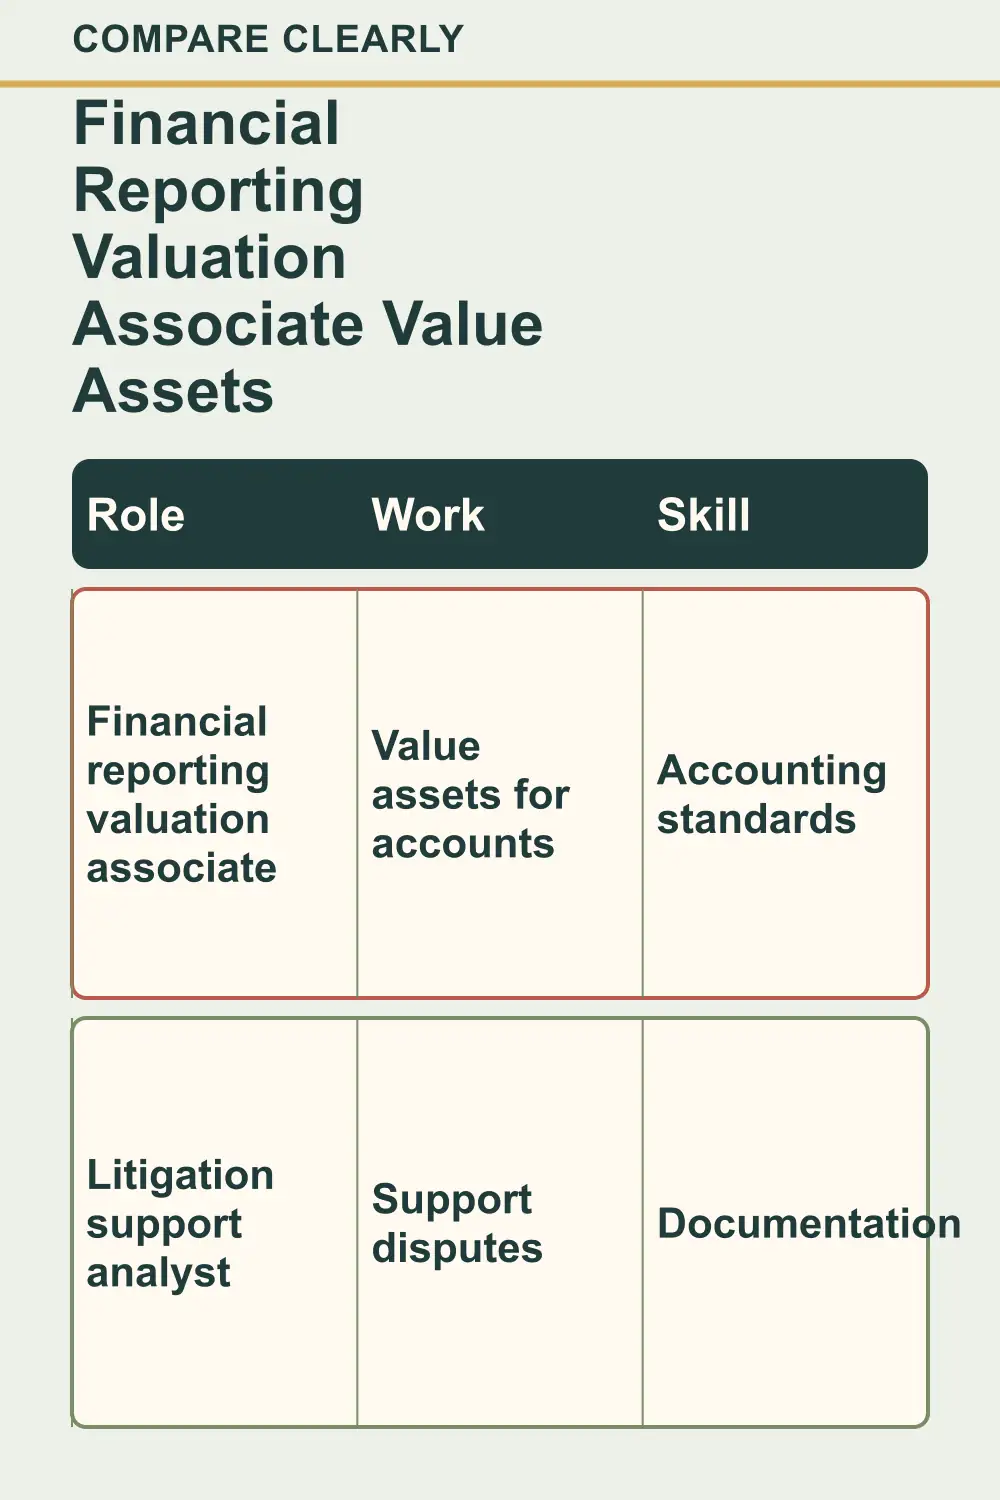 COMPARE CLEARLY
Financial
Reporting
Valuation
Associate Value
Assets
Role Work Skill
Financial
reporting
valuation
associate
Value
assets for
accounts
Accounting
standards
Litigation
support
analyst
Support
disputes
Documentation